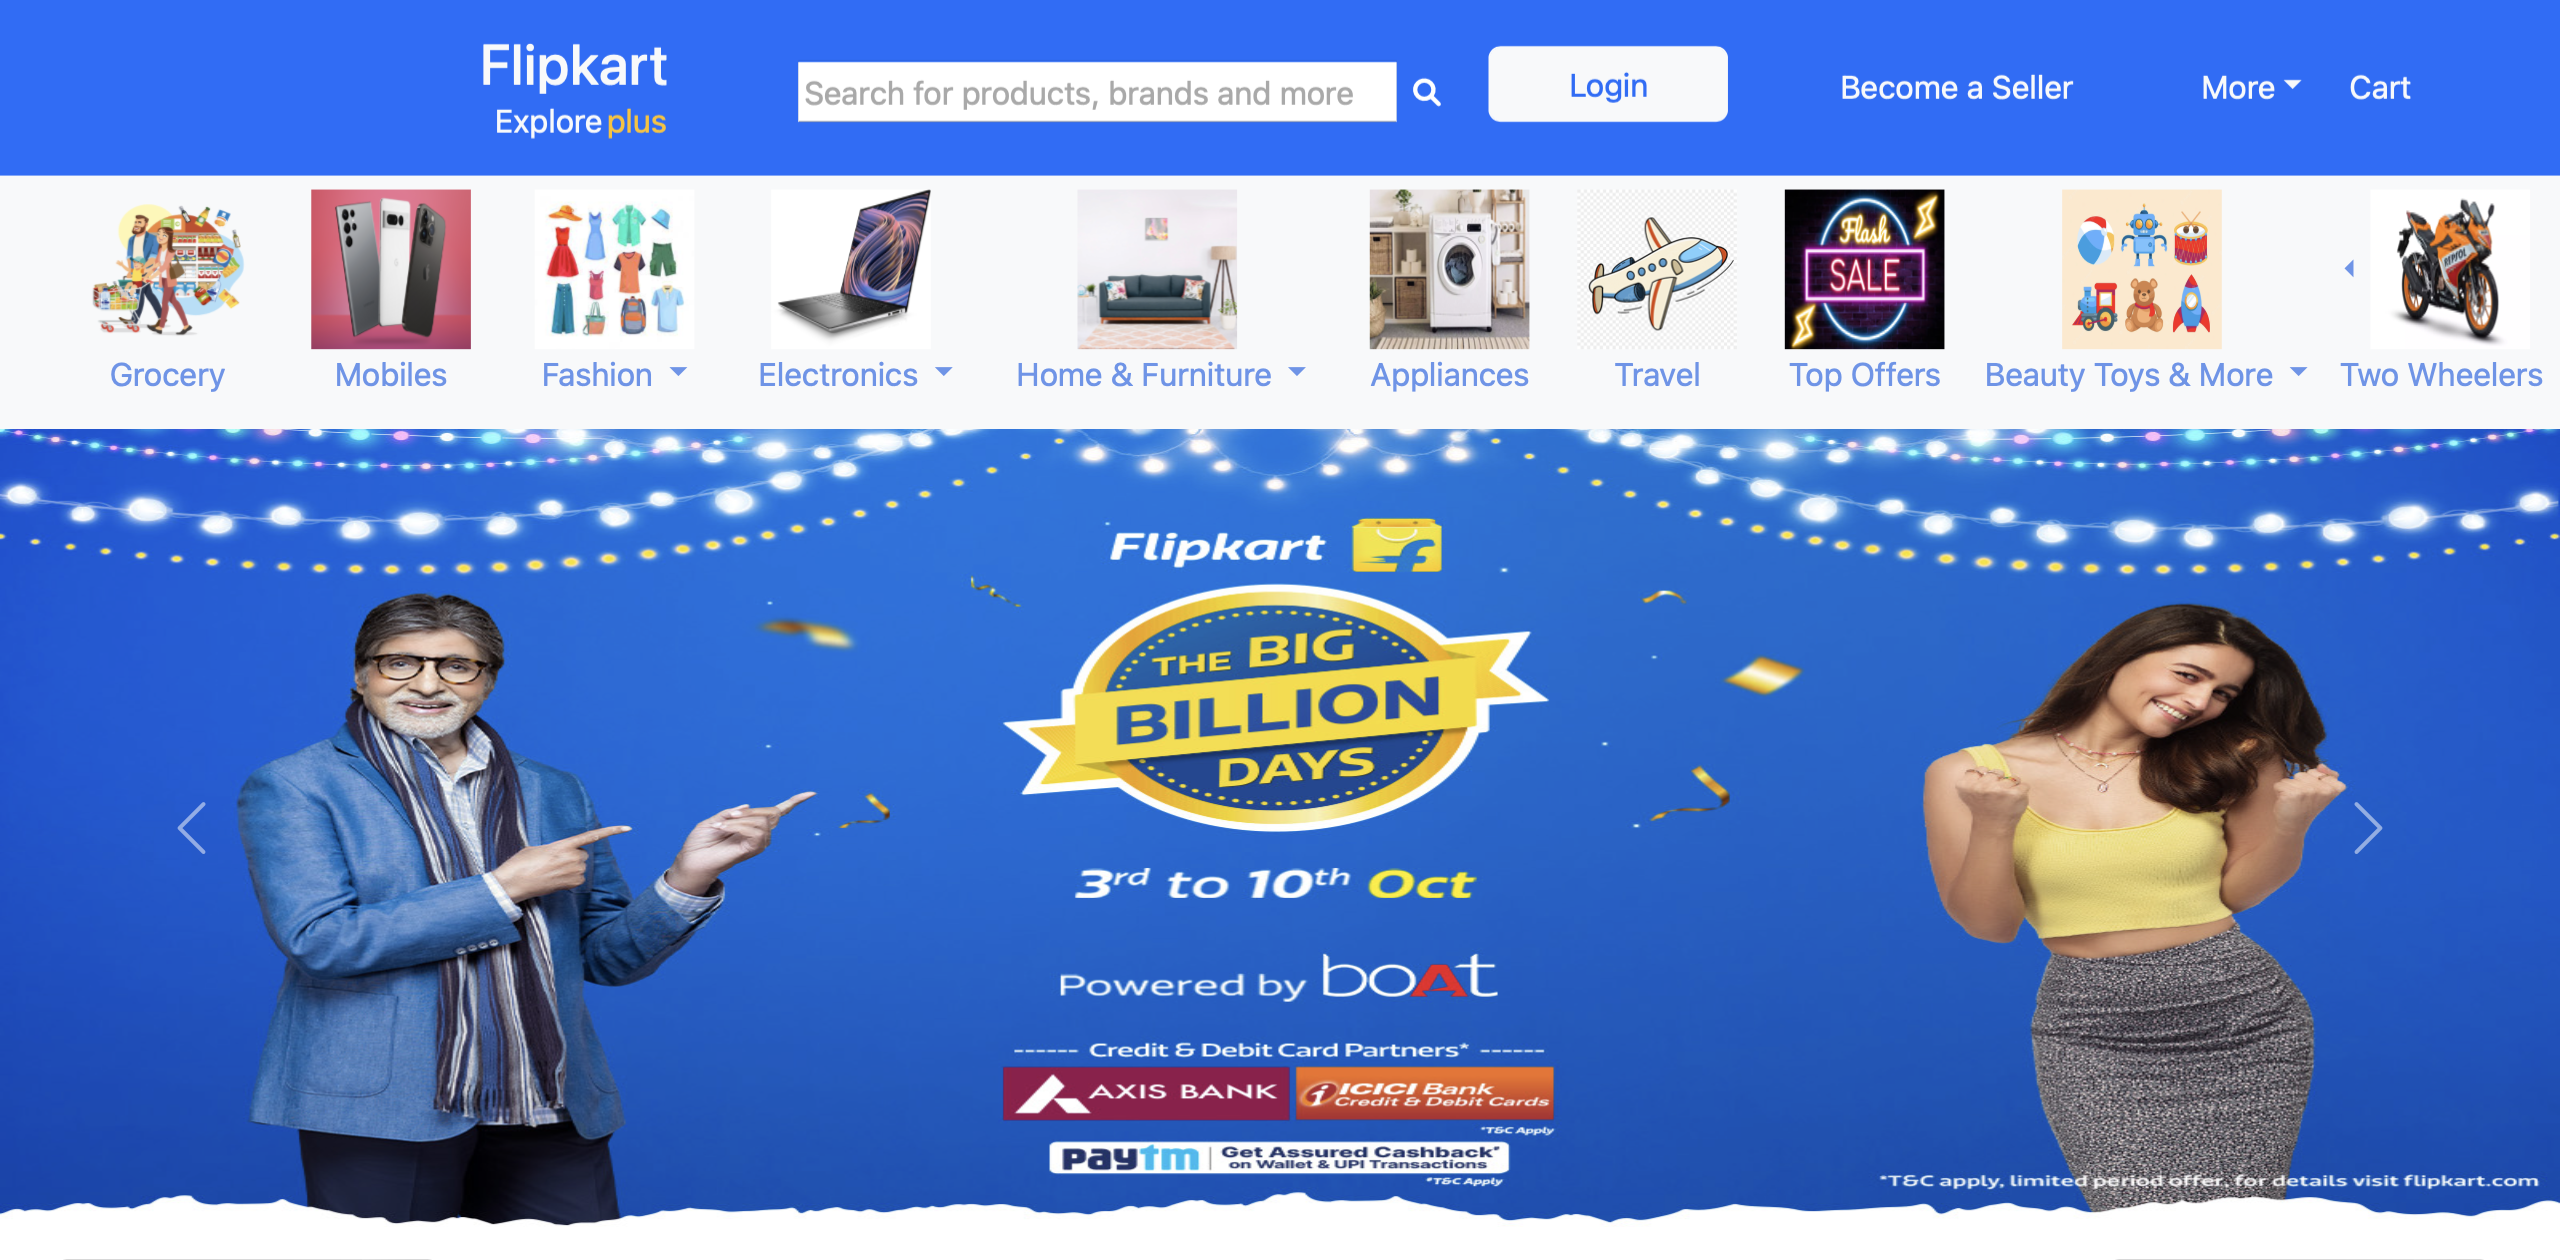 Flipkart
Explore plus
Search for products, brands and more
Login
Become a Seller
More
Cart
Flash
SALE
REPSOL
Grocery
Mobiles
Fashion
Electronics
Home & Furniture
Appliances
Travel
Top Offers
Beauty Toys & More
Two Wheelers
Flipkart
THE BIG
BILLION
DAYS
3rd to 10th Oct
Powered by boAt
------ Credit & Debit Card Partners* ------
AXIS BANK
ICICI Bank
Credit & Debit Cards
*T&C Apply
paytm
Get Assured Cashback*
on Wallet & UPI Transactions
*T&C Apply
*T&C apply, limited period offer. for details visit flipkart.com